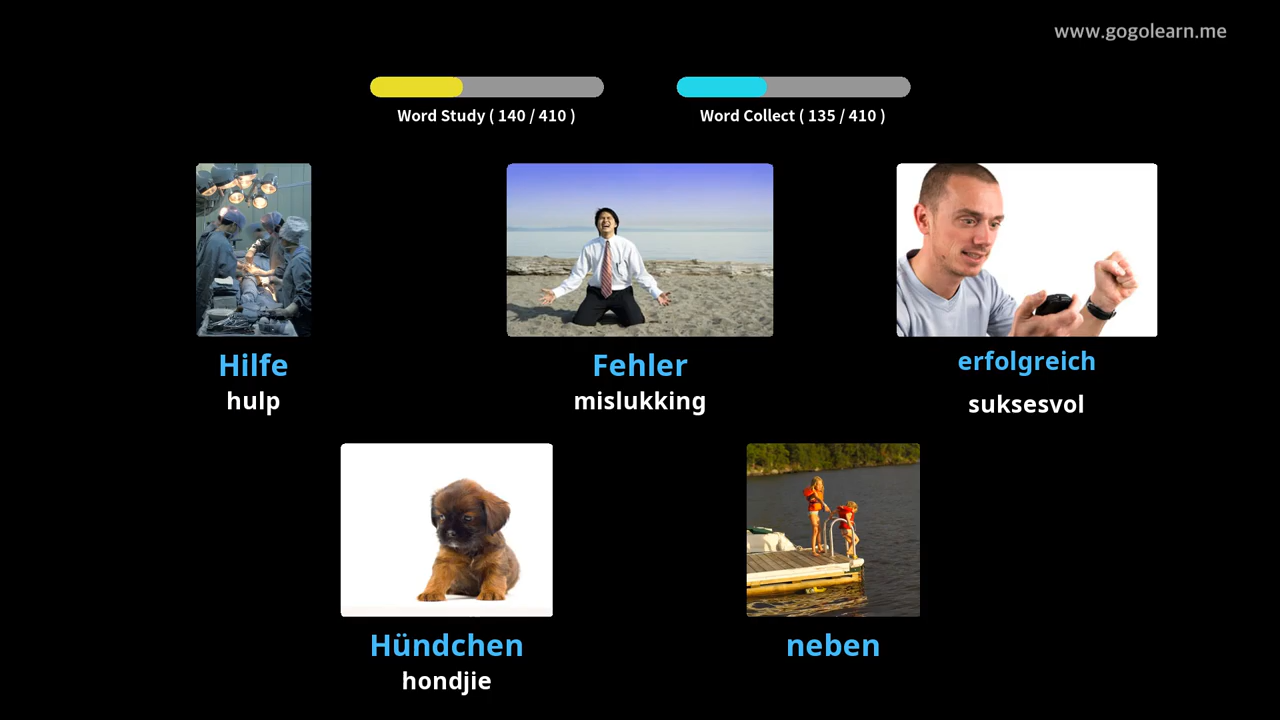 www.gogolearn.me
Word Study ( 140 / 410 )
Word Collect ( 135 / 410 )
Hilfe
hulp
Fehler
mislukking
erfolgreich
suksesvol
Hündchen
hondjie
neben